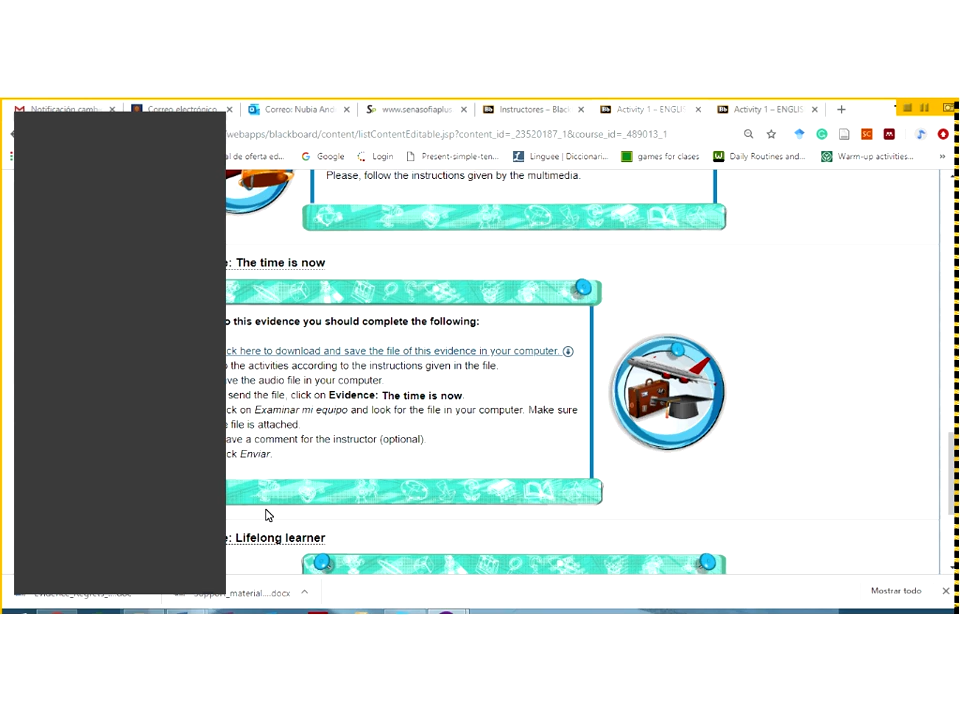 Notificación camb
Correo electrónico
Correo: Nubia And
www.senasofiaplus
Instructores – Blac
Activity 1 – ENGLIS
Activity 1 – ENGLIS
/webapps/blackboard/content/listContentEditable.jsp?content_id=_23520187_1&course_id=_489013_1
al de oferta ed...
Google
Login
Present-simple-ten...
Linguee | Diccionari...
games for clases
Daily Routines and...
Warm-up activities...
»
Please, follow the instructions given by the multimedia.
e: The time is now
o this evidence you should complete the following:
ck here to download and save the file of this evidence in your computer.
the activities according to the instructions given in the file.
ve the audio file in your computer.
send the file, click on Evidence: The time is now.
ck on Examinar mi equipo and look for the file in your computer. Make sure
e file is attached.
ave a comment for the instructor (optional).
ck Enviar.
e: Lifelong learner
Support_material....docx
Mostrar todo